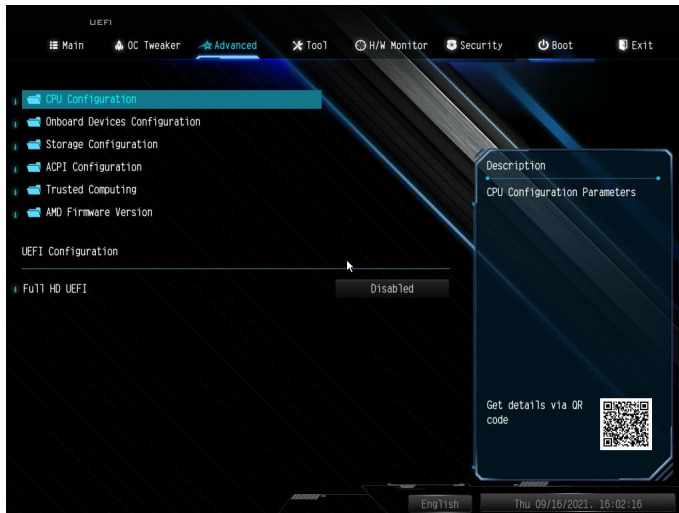 UEFI
Main OC Tweaker Advanced Tool H/W Monitor Security Boot Exit
CPU Configuration
Onboard Devices Configuration
Storage Configuration
ACPI Configuration
Trusted Computing
AMD Firmware Version
UEFI Configuration
Full HD UEFI Disabled
Description
CPU Configuration Parameters
Get details via QR
code
English Thu 09/16/2021, 16:02:16